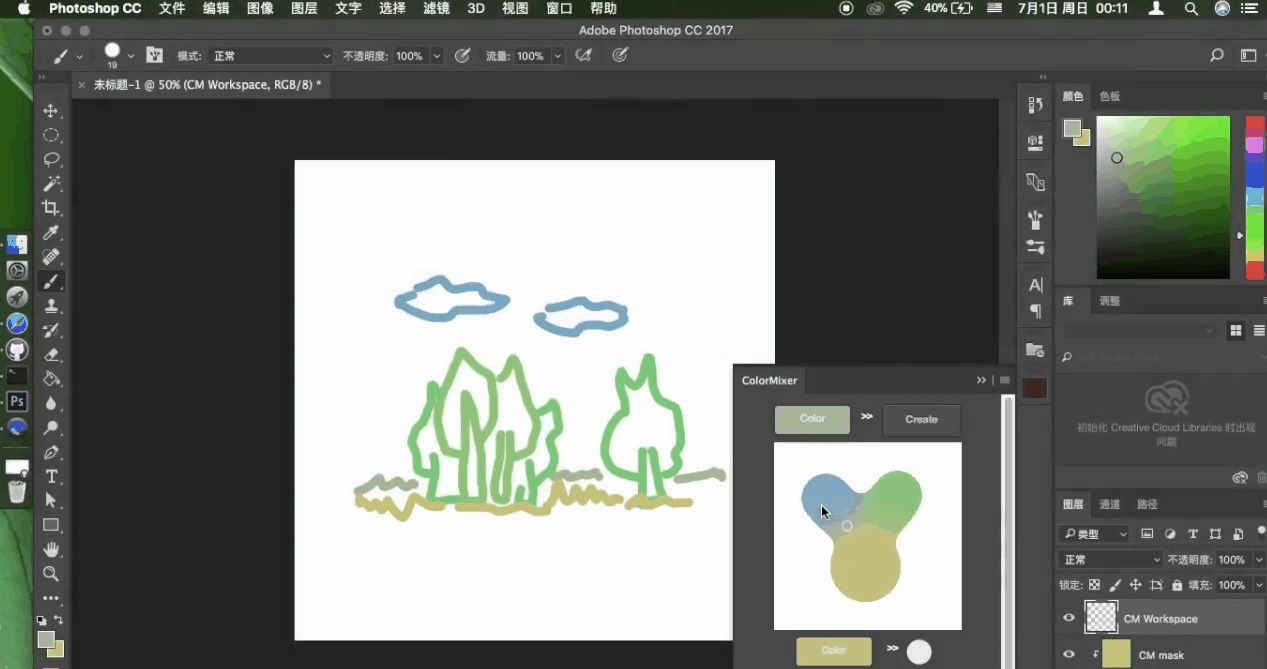 Photoshop CC 文件 编辑 图像 图层 文字 选择 滤镜 3D 视图 窗口 帮助 40% 7月1日 周日 00:11
Adobe Photoshop CC 2017
19 模式: 正常 不透明度: 100% 流量: 100%
× 未标题-1 @ 50% (CM Workspace, RGB/8) *
颜色 色板
库 调整
初始化 Creative Cloud Libraries 时出现
问题
ColorMixer
Color >> Create
Color >>
图层 通道 路径
类型
正常 不透明度: 100%
锁定: 填充: 100%
CM Workspace
CM mask
Ps